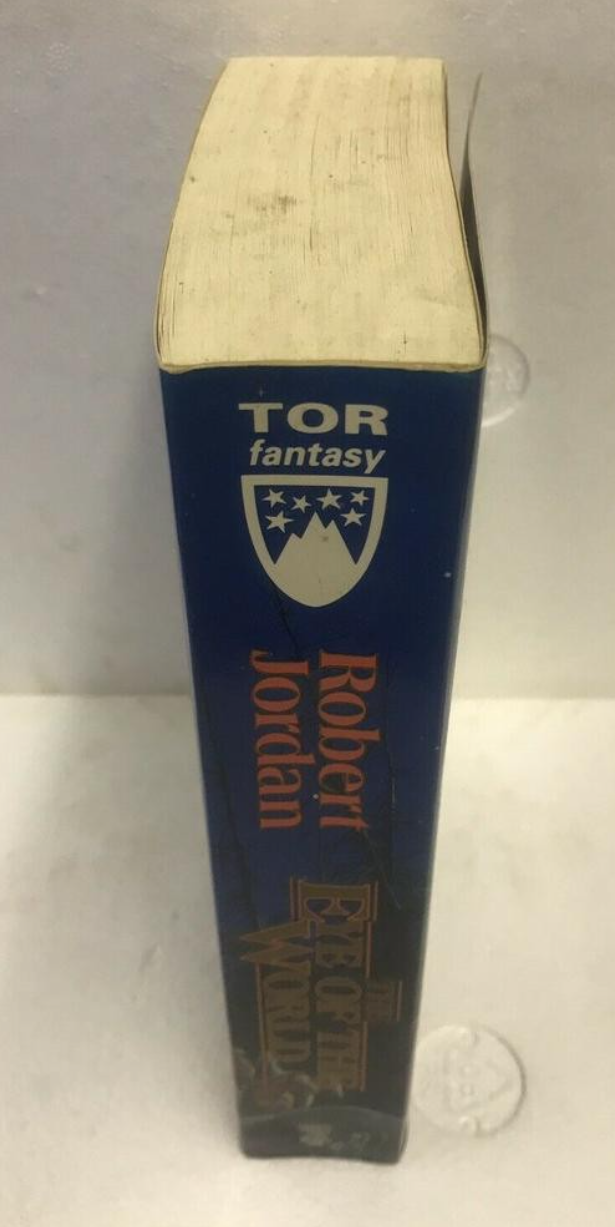 TOR
fantasy
Robert
Jordan
THE
EYE OF THE
WORLD